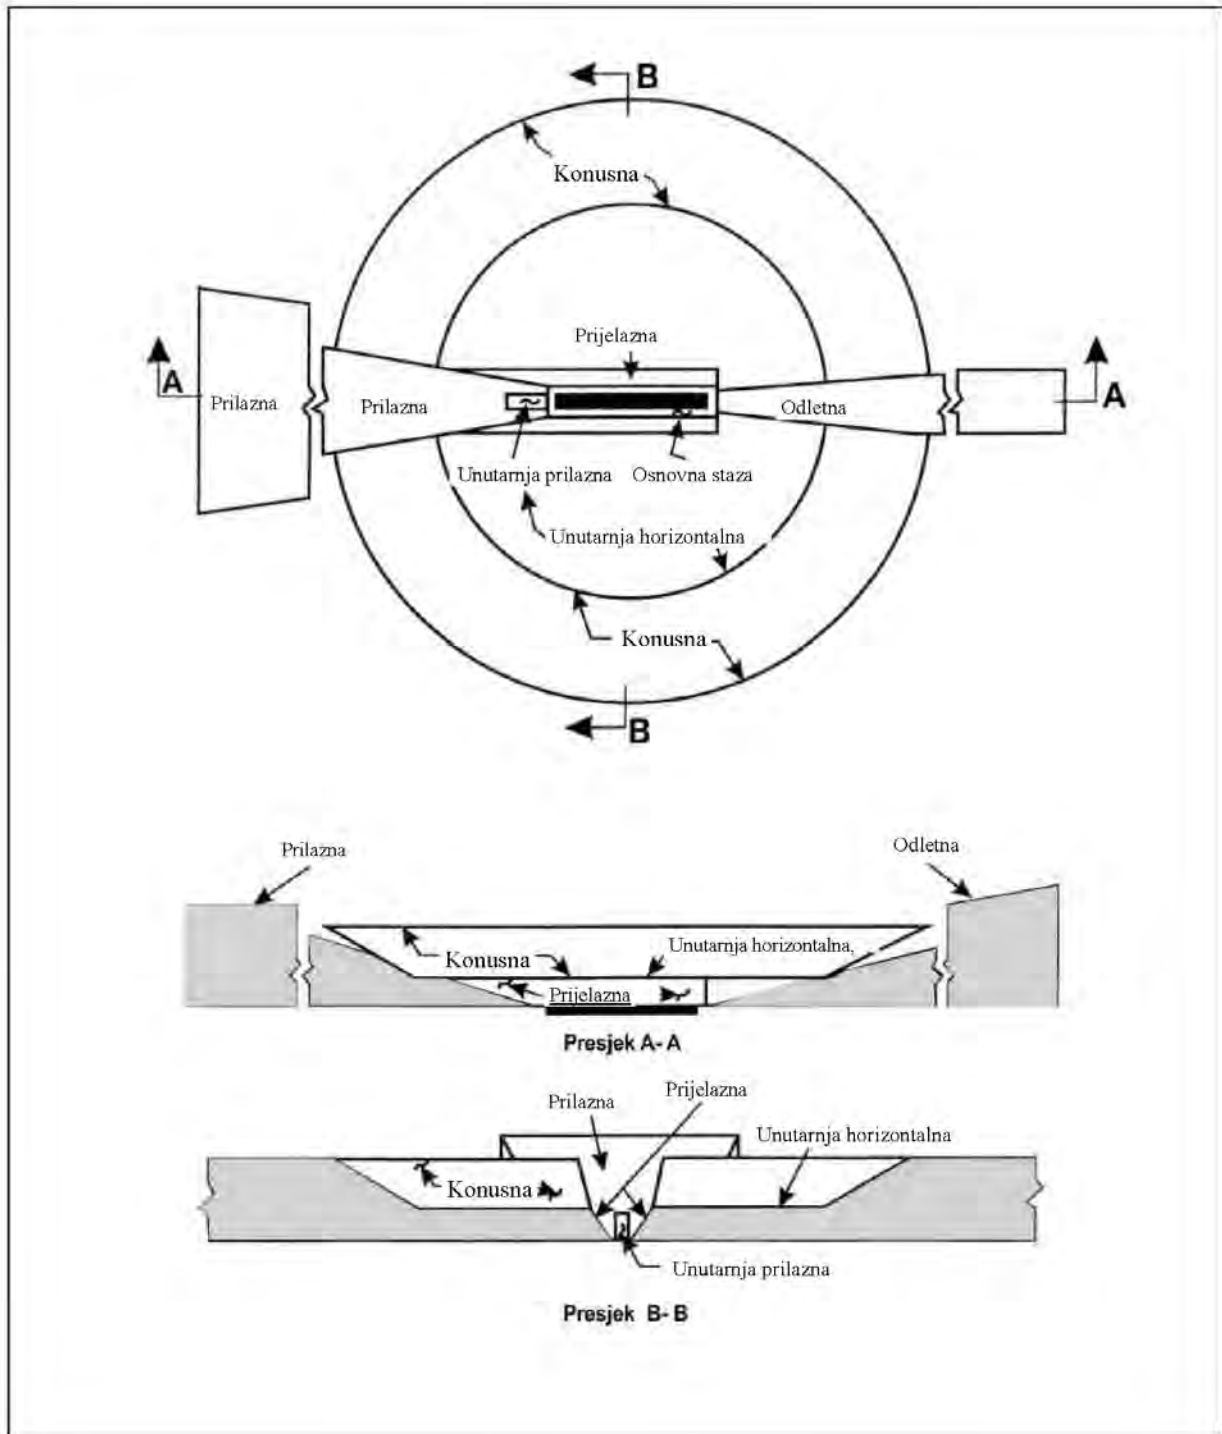 B
Konusna
Prijelazna
A
Prilazna
Prilazna
Odletna
A
Unutarnja prilazna
Osnovna staza
Unutarnja horizontalna
Konusna
B
Prilazna
Odletna
Konusna
Unutarnja horizontalna,
Prijelazna
Presjek A- A
Prilazna
Prijelazna
Unutarnja horizontalna
Konusna
Unutarnja prilazna
Presjek B- B